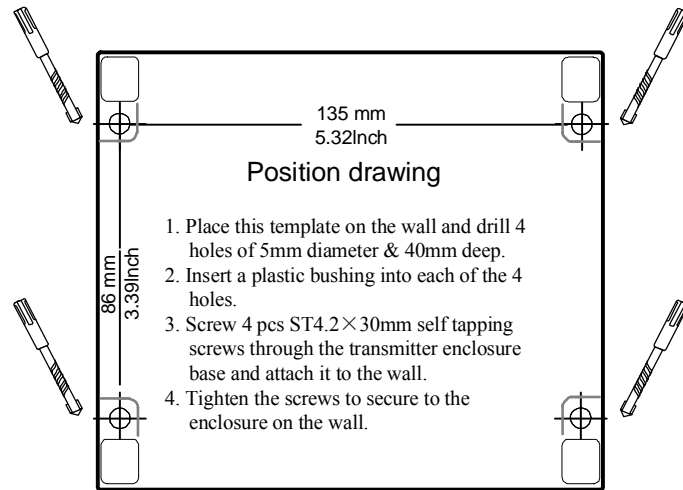 135 mm
5.32Inch
Position drawing
86 mm
3.39Inch
1. Place this template on the wall and drill 4
holes of 5mm diameter & 40mm deep.
2. Insert a plastic bushing into each of the 4
holes.
3. Screw 4 pcs ST4.2×30mm self tapping
screws through the transmitter enclosure
base and attach it to the wall.
4. Tighten the screws to secure to the
enclosure on the wall.